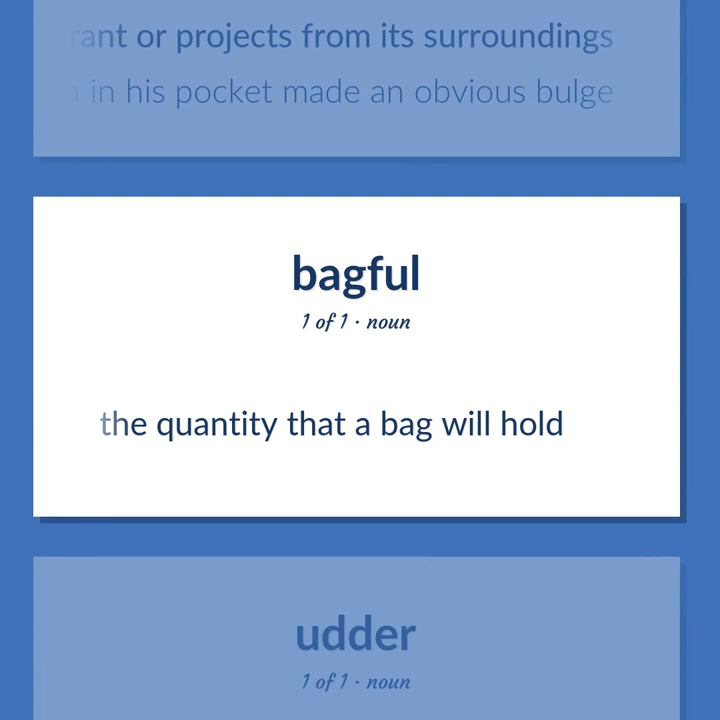 or projects from its surroundings
in his pocket made an obvious bulge
bagful
1 of 1 · noun
the quantity that a bag will hold
udder
1 of 1 · noun